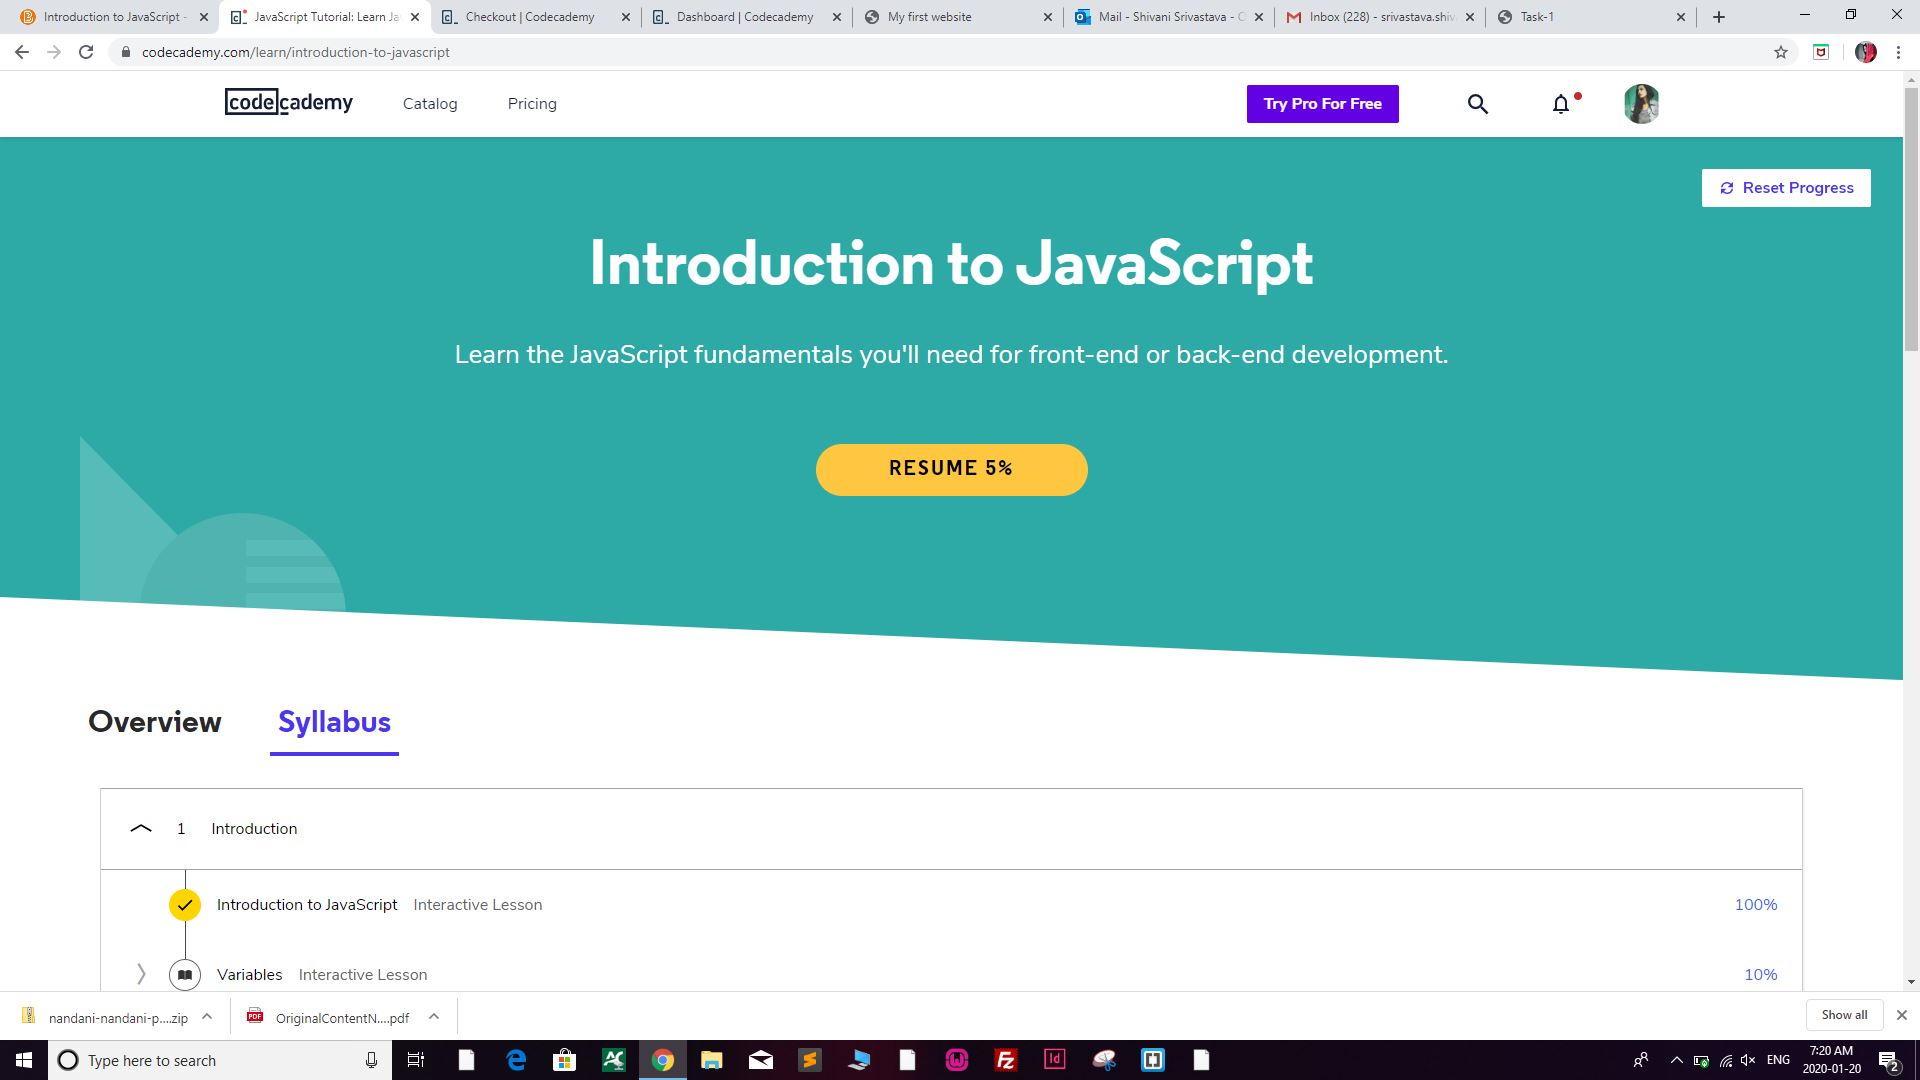 Introduction to JavaScript -
JavaScript Tutorial: Learn Ja
Checkout | Codecademy
Dashboard | Codecademy
My first website
Mail - Shivani Srivastava - O
Inbox (228) - srivastava.shiv
Task-1
codecademy.com/learn/introduction-to-javascript
codecademy
Catalog
Pricing
Try Pro For Free
Reset Progress
Introduction to JavaScript
Learn the JavaScript fundamentals you'll need for front-end or back-end development.
RESUME 5%
Overview
Syllabus
1 Introduction
Introduction to JavaScript Interactive Lesson 100%
Variables Interactive Lesson 10%
nandani-nandani-p....zip
PDF
OriginalContentN....pdf
Show all
Type here to search
Id
ENG
7:20 AM
2020-01-20
2